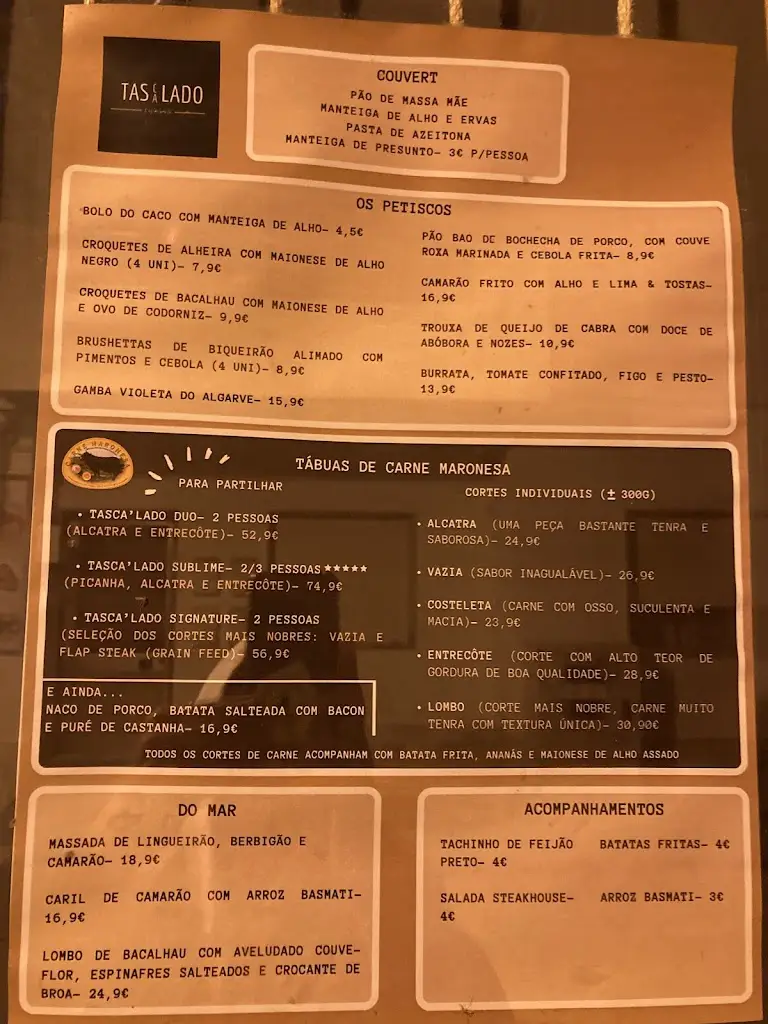 TASCALADO
COUVERT
PÃO DE MASSA MÃE
MANTEIGA DE ALHO E ERVAS
PASTA DE AZEITONA
MANTEIGA DE PRESUNTO- 3€ P/PESSOA
OS PETISCOS
BOLO DO CACO COM MANTEIGA DE ALHO- 4,5€
CROQUETES DE ALHEIRA COM MAIONESE DE ALHO
NEGRO (4 UNI)- 7,9€
CROQUETES DE BACALHAU COM MAIONESE DE ALHO
E OVO DE CODORNIZ- 9,9€
BRUSHETTAS DE BIQUEIRÃO ALIMADO COM
PIMENTOS E CEBOLA (4 UNI)- 8,9€
GAMBA VIOLETA DO ALGARVE- 15,9€
PÃO BAO DE BOCHECHA DE PORCO, COM COUVE
ROXA MARINADA E CEBOLA FRITA- 8,9€
CAMARÃO FRITO COM ALHO E LIMA & TOSTAS-
16,9€
TROUXA DE QUEIJO DE CABRA COM DOCE DE
ABÓBORA E NOZES- 10,9€
BURRATA, TOMATE CONFITADO, FIGO E PESTO-
13,9€
CARNE MARONESA
TÁBUAS DE CARNE MARONESA
PARA PARTILHAR
• TASCA'LADO DUO- 2 PESSOAS
(ALCATRA E ENTRECÔTE)- 52,9€
• TASCA'LADO SUBLIME- 2/3 PESSOAS★★★★★
(PICANHA, ALCATRA E ENTRECÔTE)- 74,9€
• TASCA'LADO SIGNATURE- 2 PESSOAS
(SELEÇÃO DOS CORTES MAIS NOBRES: VAZIA E
FLAP STEAK (GRAIN FEED)- 56,9€
E AINDA...
NACO DE PORCO, BATATA SALTEADA COM BACON
E PURÉ DE CASTANHA- 16,9€
CORTES INDIVIDUAIS (± 300G)
• ALCATRA (UMA PEÇA BASTANTE TENRA E
SABOROSA)- 24,9€
• VAZIA (SABOR INAGUALÁVEL)- 26,9€
• COSTELETA (CARNE COM OSSO, SUCULENTA E
MACIA)- 23,9€
• ENTRECÔTE (CORTE COM ALTO TEOR DE
GORDURA DE BOA QUALIDADE)- 28,9€
• LOMBO (CORTE MAIS NOBRE, CARNE MUITO
TENRA COM TEXTURA ÚNICA)- 30,90€
TODOS OS CORTES DE CARNE ACOMPANHAM COM BATATA FRITA, ANANÁS E MAIONESE DE ALHO ASSADO
DO MAR
MASSADA DE LINGUEIRÃO, BERBIGÃO E
CAMARÃO- 18,9€
CARIL DE CAMARÃO COM ARROZ BASMATI-
16,9€
LOMBO DE BACALHAU COM AVELUDADO COUVE-
FLOR, ESPINAFRES SALTEADOS E CROCANTE DE
BROA- 24,9€
ACOMPANHAMENTOS
TACHINHO DE FEIJÃO
PRETO- 4€
SALADA STEAKHOUSE-
4€
BATATAS FRITAS- 4€
ARROZ BASMATI- 3€